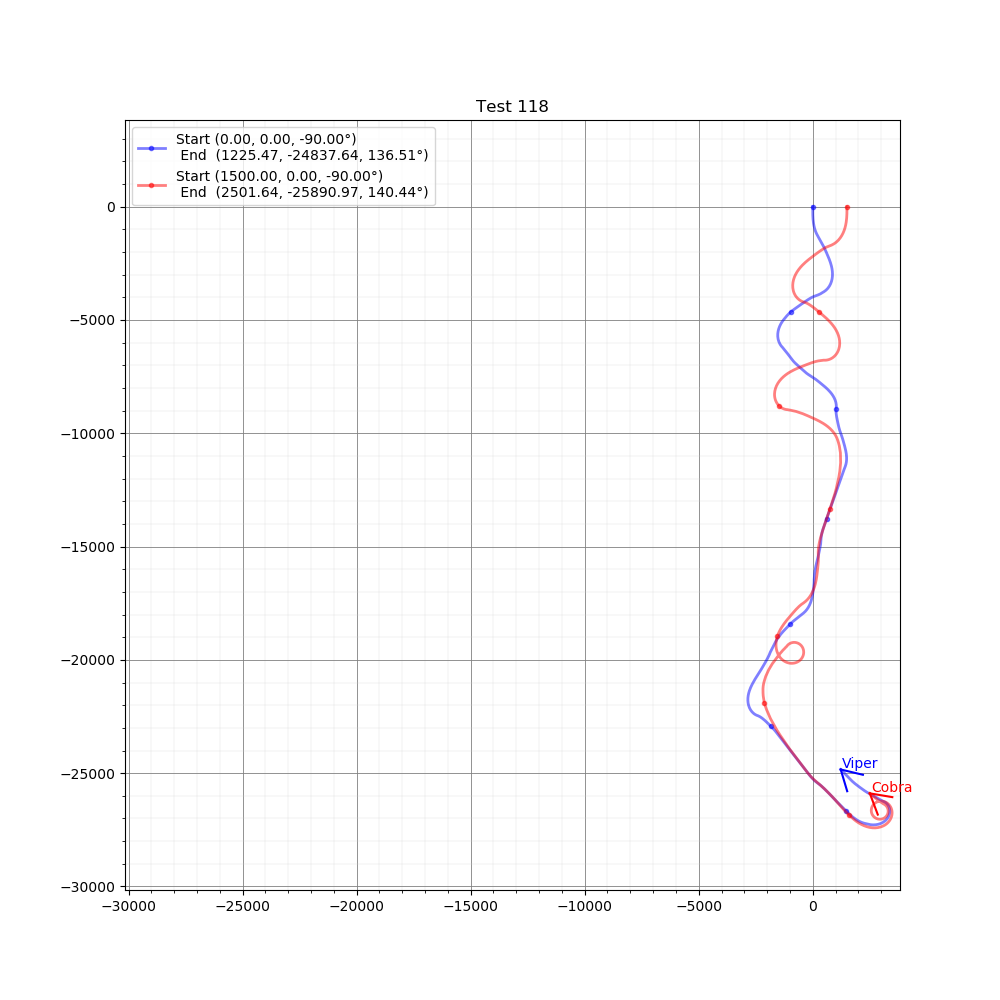 Test 118
Start (0.00, 0.00, -90.00°)
End (1225.47, -24837.64, 136.51°)
Start (1500.00, 0.00, -90.00°)
End (2501.64, -25890.97, 140.44°)
0
−5000
−10000
−15000
−20000
−25000
−30000
Viper
Cobra
−30000 −25000 −20000 −15000 −10000 −5000 0